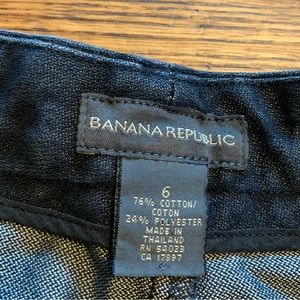 BANANA REPUBLIC
6
76% COTTON/
COTON
24% POLYESTER
MADE IN
THAILAND
RN 54023
CA 17897